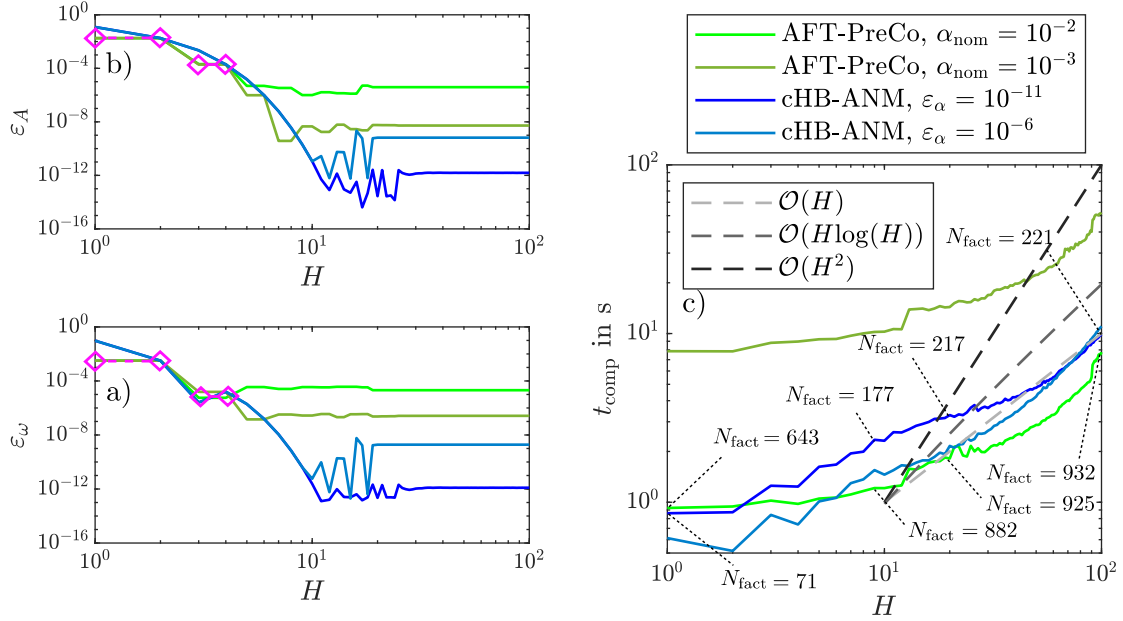 10^0
10^-4
10^-8
10^-12
10^-16
ε_A
b)
10^0
10^1
10^2
H
10^0
10^-4
10^-8
10^-12
10^-16
ε_ω
a)
10^0
10^1
10^2
H
AFT-PreCo, α_nom = 10^-2
AFT-PreCo, α_nom = 10^-3
cHB-ANM, ε_α = 10^-11
cHB-ANM, ε_α = 10^-6
10^2
10^1
10^0
t_comp in s
O(H)
O(Hlog(H))
O(H^2)
c)
N_fact = 221
N_fact = 217
N_fact = 177
N_fact = 643
N_fact = 932
N_fact = 925
N_fact = 882
N_fact = 71
10^0
10^1
10^2
H